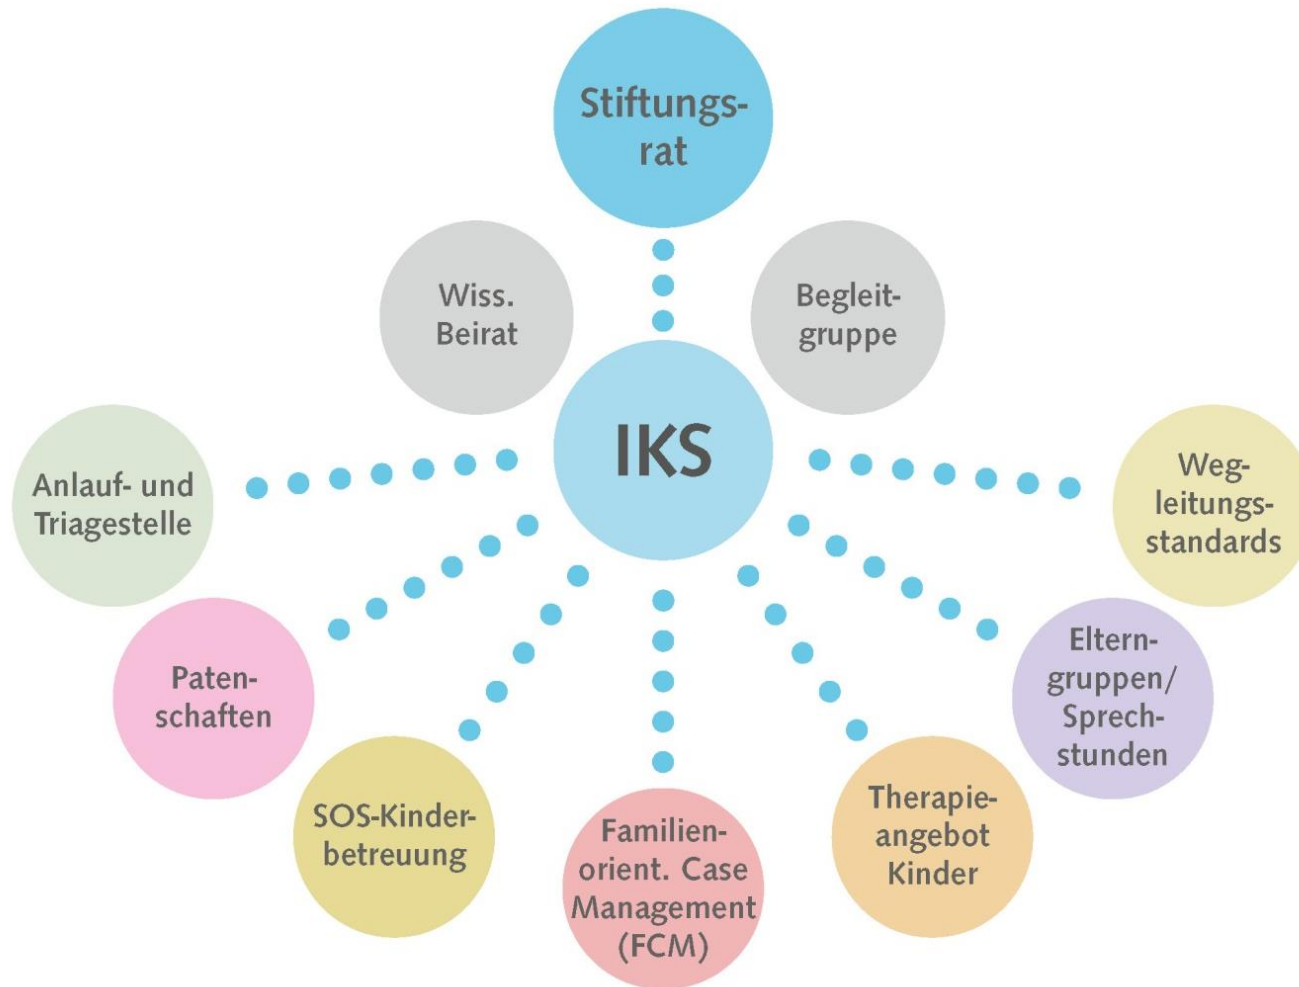 Stiftungs-
rat
Wiss.
Beirat
Begleit-
gruppe
IKS
Anlauf- und
Triagestelle
Weg-
leitungs-
standards
Paten-
schaften
Eltern-
gruppen/
Sprech-
stunden
SOS-Kinder-
betreuung
Familien-
orient. Case
Management
(FCM)
Therapie-
angebot
Kinder